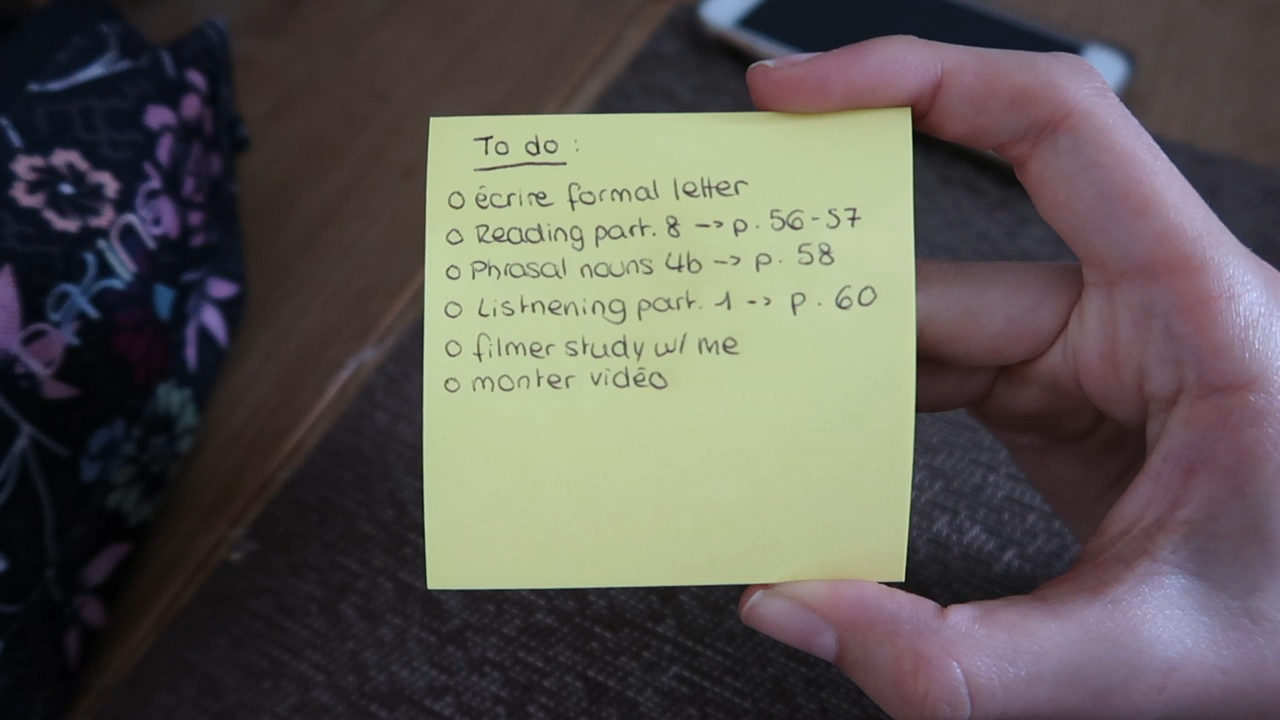 To do :
o écrire formal letter
o Reading part. 8 -> p. 56-57
o Phrasal nouns 4b -> p. 58
o Listnening part. 1 -> p. 60
o filmer study w/ me
o monter vidéo